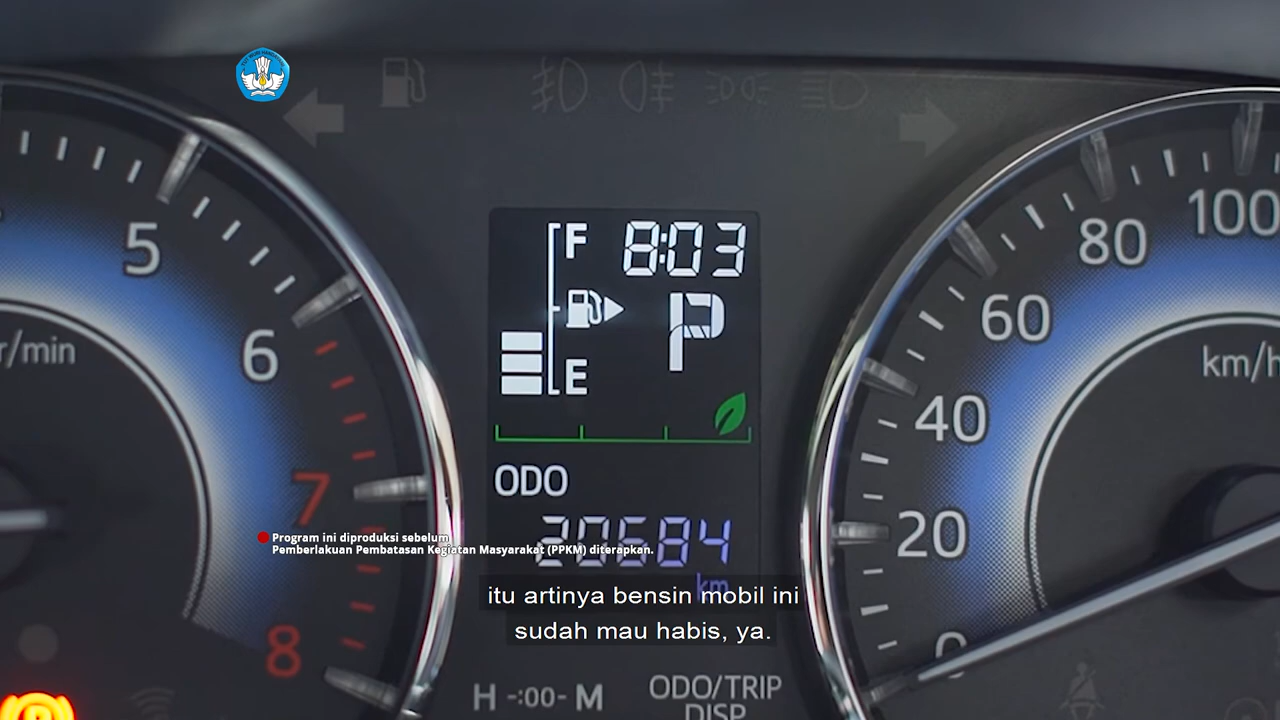 5
6
7
8
r/min
F
8:03
P
E
ODO
20684
km
100
80
60
40
20
0
km/h
Program ini diproduksi sebelum
Pemberlakuan Pembatasan Kegiatan Masyarakat (PPKM) diterapkan.
itu artinya bensin mobil ini
sudah mau habis, ya.
H -:00- M
ODO/TRIP
DISP